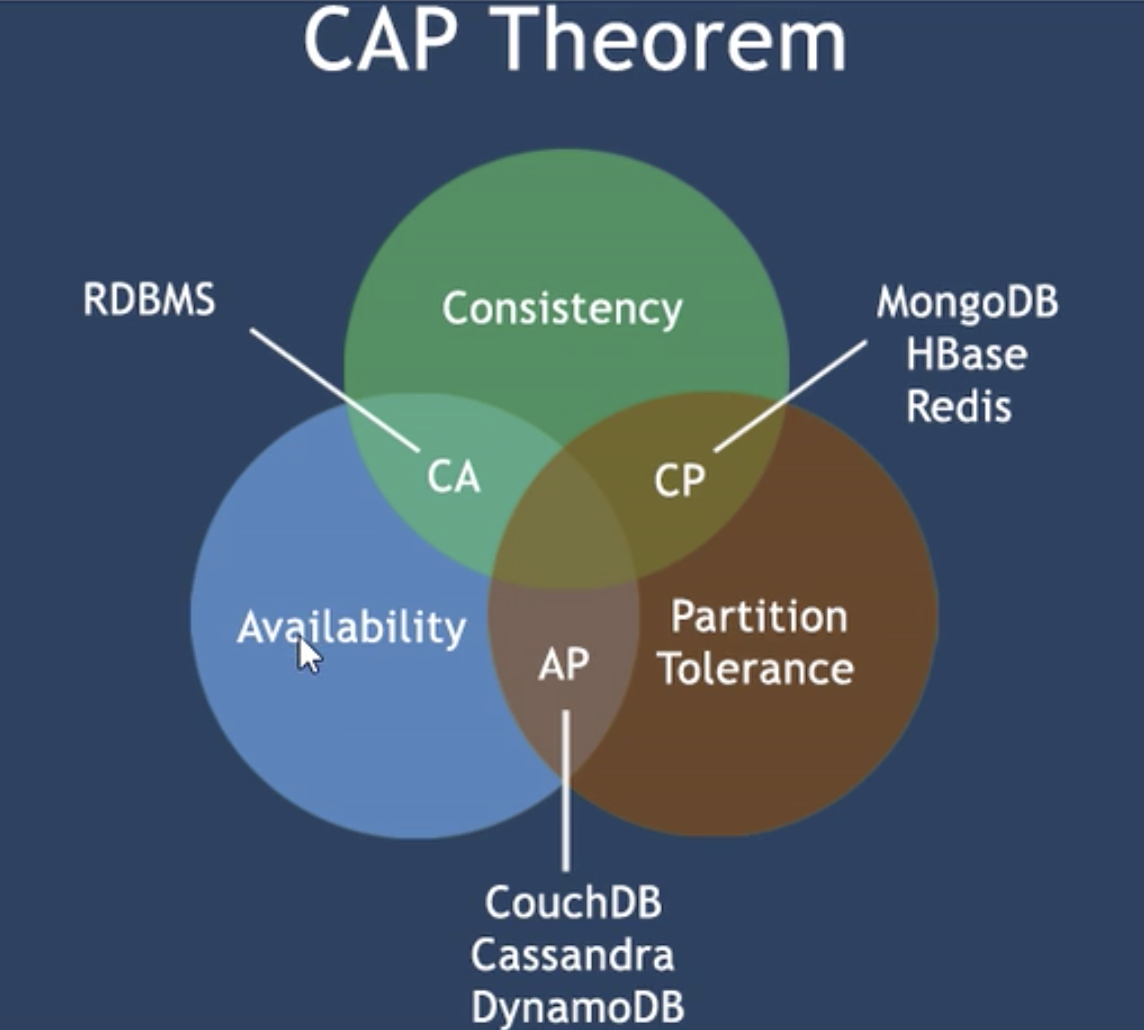 CAP Theorem
RDBMS
Consistency
MongoDB
HBase
Redis
CA
CP
Availability
Partition
Tolerance
AP
CouchDB
Cassandra
DynamoDB